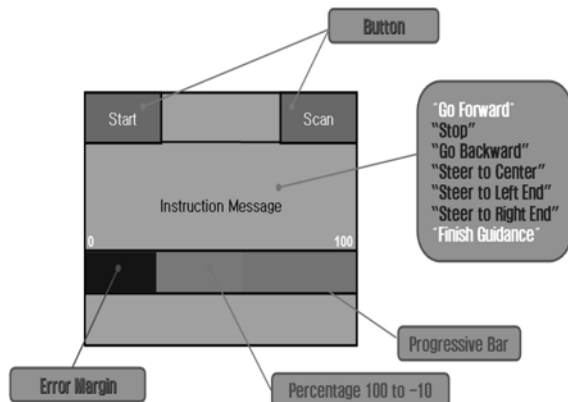 Button
Start
Scan
"Go Forward"
"Stop"
"Go Backward"
"Steer to Center"
"Steer to Left End"
"Steer to Right End"
"Finish Guidance"
Instruction Message
0
100
Progressive Bar
Error Margin
Percentage 100 to -10